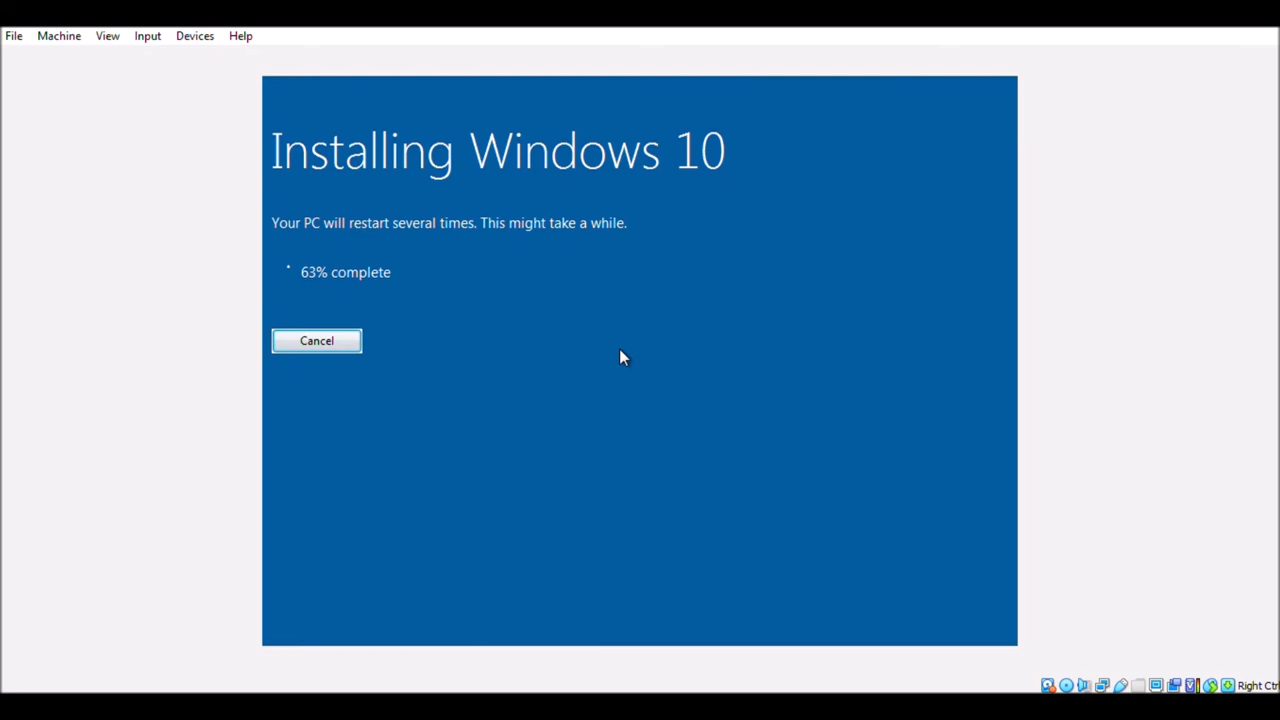 File Machine View Input Devices Help
Installing Windows 10
Your PC will restart several times. This might take a while.
63% complete
Cancel
Right Ctr